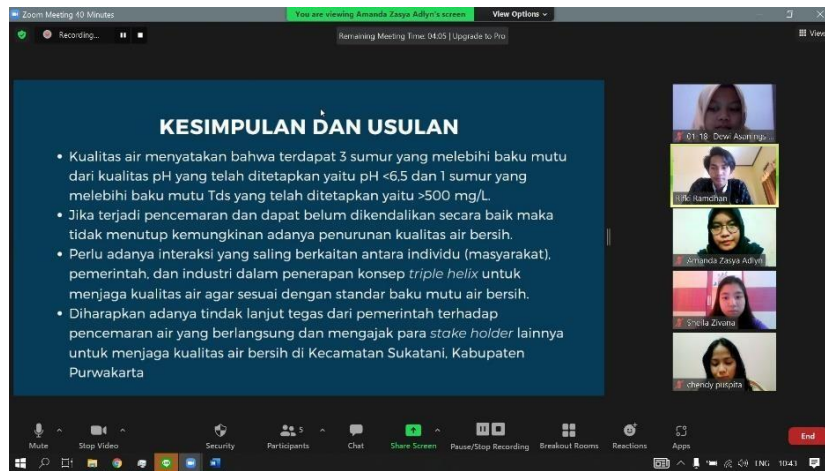 Zoom Meeting 40 Minutes
You are viewing Amanda Zasya Adlyn's screen
View Options
Recording...
Remaining Meeting Time: 04:05 | Upgrade to Pro
View
KESIMPULAN DAN USULAN
• Kualitas air menyatakan bahwa terdapat 3 sumur yang melebihi baku mutu
dari kualitas pH yang telah ditetapkan yaitu pH <6,5 dan 1 sumur yang
melebihi baku mutu Tds yang telah ditetapkan yaitu >500 mg/L.
• Jika terjadi pencemaran dan dapat belum dikendalikan secara baik maka
tidak menutup kemungkinan adanya penurunan kualitas air bersih.
• Perlu adanya interaksi yang saling berkaitan antara individu (masyarakat),
pemerintah, dan industri dalam penerapan konsep triple helix untuk
menjaga kualitas air agar sesuai dengan standar baku mutu air bersih.
• Diharapkan adanya tindak lanjut tegas dari pemerintah terhadap
pencemaran air yang berlangsung dan mengajak para stake holder lainnya
untuk menjaga kualitas air bersih di Kecamatan Sukatani, Kabupaten
Purwakarta
Dewi Asanings...
Rifki Ramdhan
Amanda Zasya Adlyn
Sheila Zivana
chendy puspita
Mute
Stop Video
Security
Participants
5
Chat
Share Screen
Pause/Stop Recording
Breakout Rooms
Reactions
Apps
End
ENG
10:43